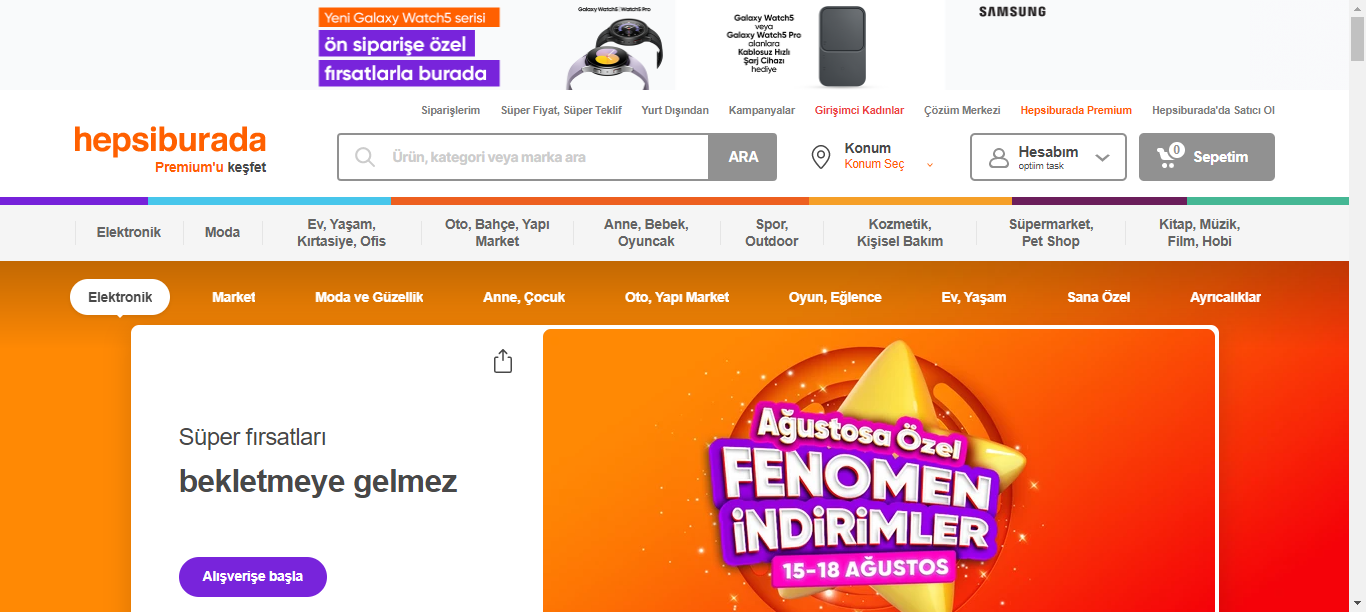 Yeni Galaxy Watch5 serisi
ön siparişe özel
fırsatlarla burada
Galaxy Watch5 | Watch5 Pro
Galaxy Watch5
veya
Galaxy Watch5 Pro
alanlara
Kablosuz Hızlı
Şarj Cihazı
hediye
SAMSUNG
Siparişlerim
Süper Fiyat, Süper Teklif
Yurt Dışından
Kampanyalar
Girişimci Kadınlar
Çözüm Merkezi
Hepsiburada Premium
Hepsiburada'da Satıcı Ol
hepsiburada
Premium'u keşfet
Ürün, kategori veya marka ara
ARA
Konum
Konum Seç
Hesabım
optiim task
0
Sepetim
Elektronik
Moda
Ev, Yaşam,
Kırtasiye, Ofis
Oto, Bahçe, Yapı
Market
Anne, Bebek,
Oyuncak
Spor,
Outdoor
Kozmetik,
Kişisel Bakım
Süpermarket,
Pet Shop
Kitap, Müzik,
Film, Hobi
Elektronik
Market
Moda ve Güzellik
Anne, Çocuk
Oto, Yapı Market
Oyun, Eğlence
Ev, Yaşam
Sana Özel
Ayrıcalıklar
Süper fırsatları
bekletmeye gelmez
Alışverişe başla
Ağustosa Özel
FENOMEN
İNDİRİMLER
15-18 AĞUSTOS